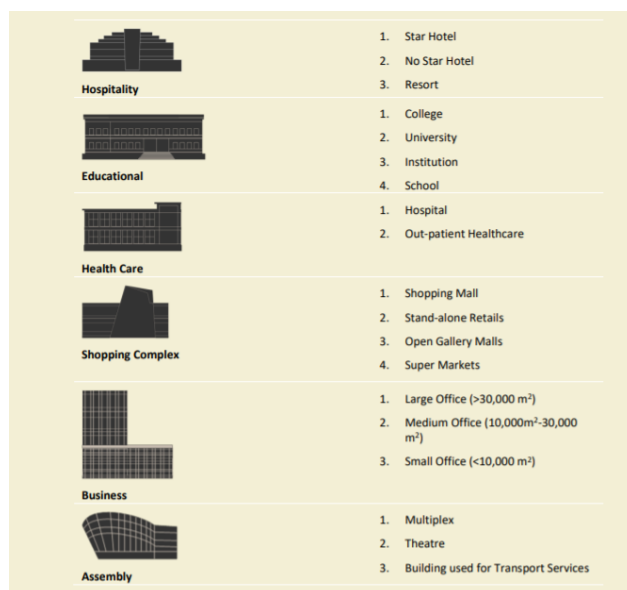 Hospitality
1. Star Hotel
2. No Star Hotel
3. Resort
Educational
1. College
2. University
3. Institution
4. School
Health Care
1. Hospital
2. Out-patient Healthcare
Shopping Complex
1. Shopping Mall
2. Stand-alone Retails
3. Open Gallery Malls
4. Super Markets
Business
1. Large Office (>30,000 m²)
2. Medium Office (10,000m²-30,000
m²)
3. Small Office (<10,000 m²)
Assembly
1. Multiplex
2. Theatre
3. Building used for Transport Services